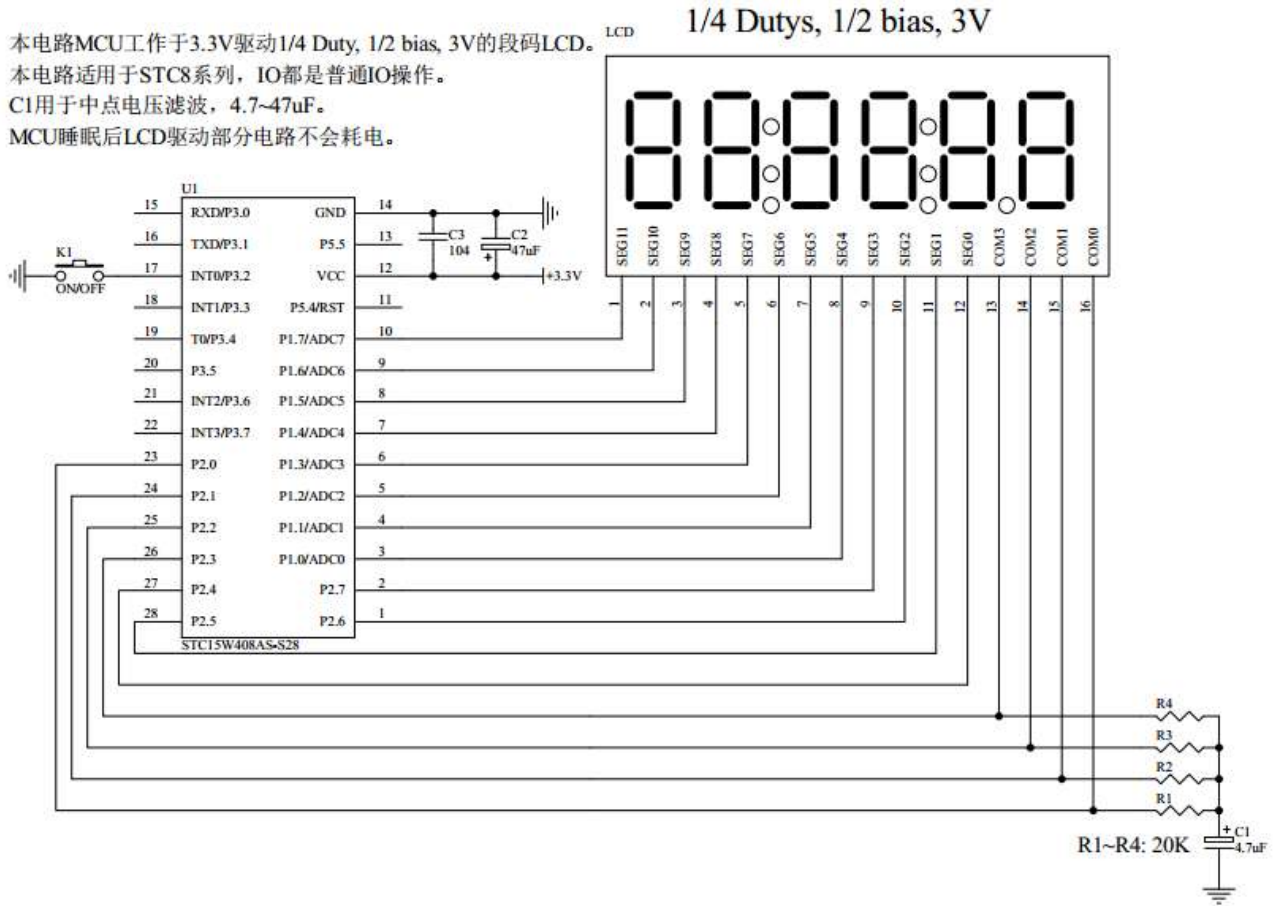 1/4 Dutys, 1/2 bias, 3V
本电路MCU工作于3.3V驱动1/4 Duty, 1/2 bias, 3V的段码LCD。
本电路适用于STC8系列，IO都是普通IO操作。
C1用于中点电压滤波，4.7~47uF。
MCU睡眠后LCD驱动部分电路不会耗电。
LCD
SEG11 SEG10 SEG9 SEG8 SEG7 SEG6 SEG5 SEG4 SEG3 SEG2 SEG1 SEG0 COM3 COM2 COM1 COM0
1 2 3 4 5 6 7 8 9 10 11 12 13 14 15 16
U1
15 RXD/P3.0 GND 14
16 TXD/P3.1 P5.5 13
17 INT0/P3.2 VCC 12
18 INT1/P3.3 P5.4/RST 11
19 T0/P3.4 P1.7/ADC7 10
20 P3.5 P1.6/ADC6 9
21 INT2/P3.6 P1.5/ADC5 8
22 INT3/P3.7 P1.4/ADC4 7
23 P2.0 P1.3/ADC3 6
24 P2.1 P1.2/ADC2 5
25 P2.2 P1.1/ADC1 4
26 P2.3 P1.0/ADC0 3
27 P2.4 P2.7 2
28 P2.5 P2.6 1
STC15W408AS-S28
K1
ON/OFF
C3
104
C2
47uF
+
+3.3V
R4
R3
R2
R1
R1~R4: 20K
+ C1
4.7uF